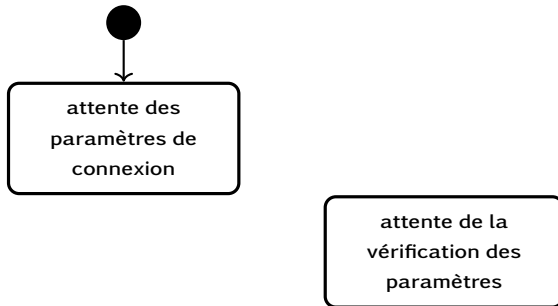 attente des
paramètres de
connexion
attente de la
vérification des
paramètres